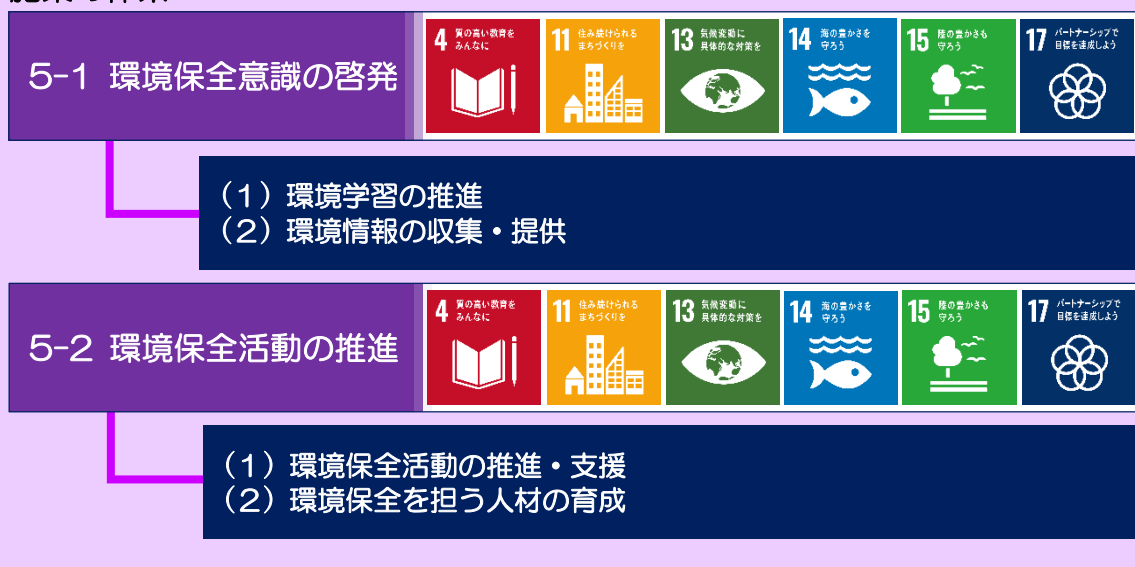 5-1 環境保全意識の啓発
4 質の高い教育を
みんなに
11 住み続けられる
まちづくりを
13 気候変動に
具体的な対策を
14 海の豊かさを
守ろう
15 陸の豊かさも
守ろう
17 パートナーシップで
目標を達成しよう
（1）環境学習の推進
（2）環境情報の収集・提供
5-2 環境保全活動の推進
4 質の高い教育を
みんなに
11 住み続けられる
まちづくりを
13 気候変動に
具体的な対策を
14 海の豊かさを
守ろう
15 陸の豊かさも
守ろう
17 パートナーシップで
目標を達成しよう
（1）環境保全活動の推進・支援
（2）環境保全を担う人材の育成